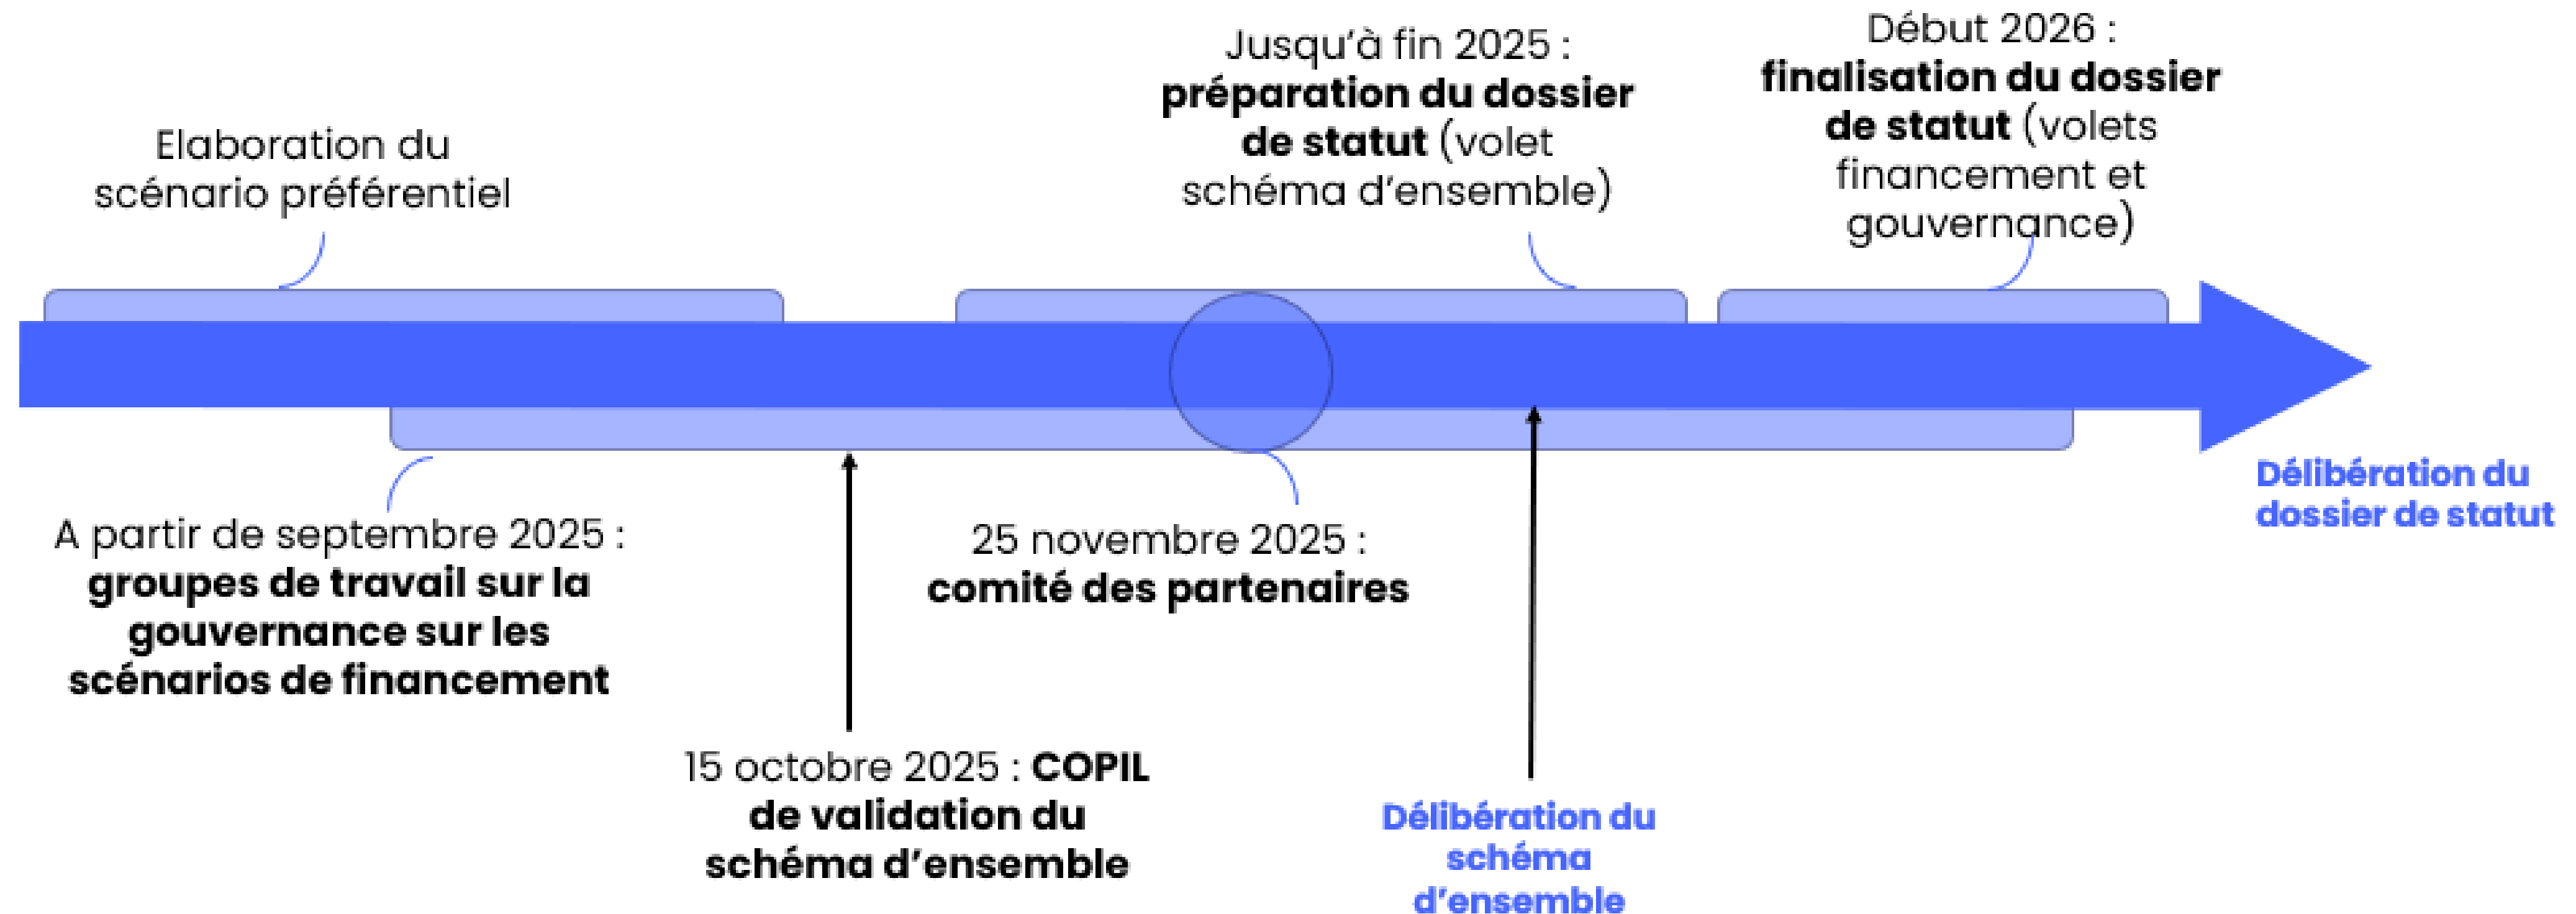 Elaboration du
scénario préférentiel
Jusqu’à fin 2025 :
préparation du dossier
de statut (volet
schéma d’ensemble)
Début 2026 :
finalisation du dossier
de statut (volets
financement et
gouvernance)
A partir de septembre 2025 :
groupes de travail sur la
gouvernance sur les
scénarios de financement
15 octobre 2025 : COPIL
de validation du
schéma d’ensemble
25 novembre 2025 :
comité des partenaires
Délibération du
schéma
d’ensemble
Délibération du
dossier de statut